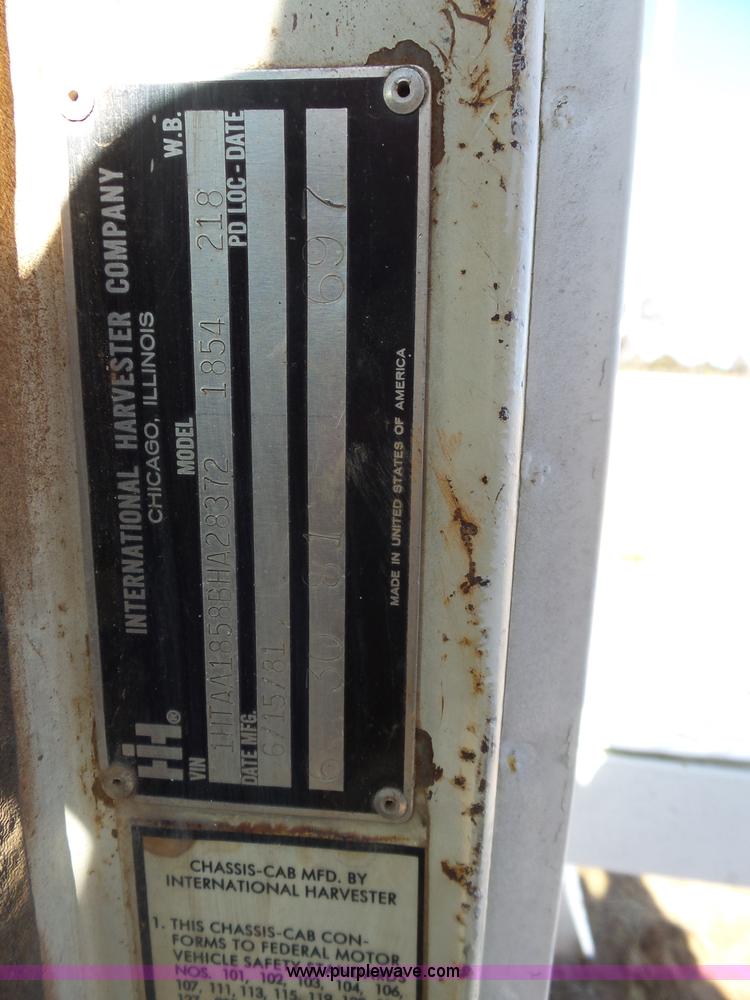 INTERNATIONAL HARVESTER COMPANY
CHICAGO, ILLINOIS
IH®
VIN MODEL W.B.
1HTAA1858BHA28372 1854 218
DATE MFG. PD LOC - DATE
6/15/81
6 30 81 697
MADE IN UNITED STATES OF AMERICA
CHASSIS-CAB MFD. BY
INTERNATIONAL HARVESTER
1. THIS CHASSIS-CAB CON-
FORMS TO FEDERAL MOTOR
VEHICLE SAFETY STANDARDS
NOS. 101, 102, 103, 104, 106,
107, 111, 113, 115,
www.purplewave.com